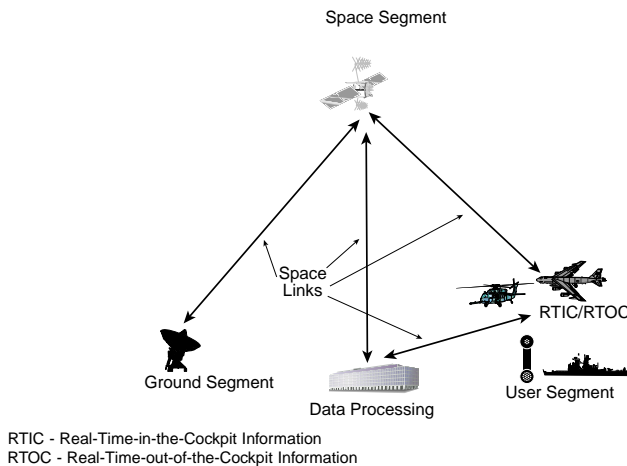 Space Segment
Space
Links
RTIC/RTOC
Ground Segment
User Segment
Data Processing
RTIC - Real-Time-in-the-Cockpit Information
RTOC - Real-Time-out-of-the-Cockpit Information